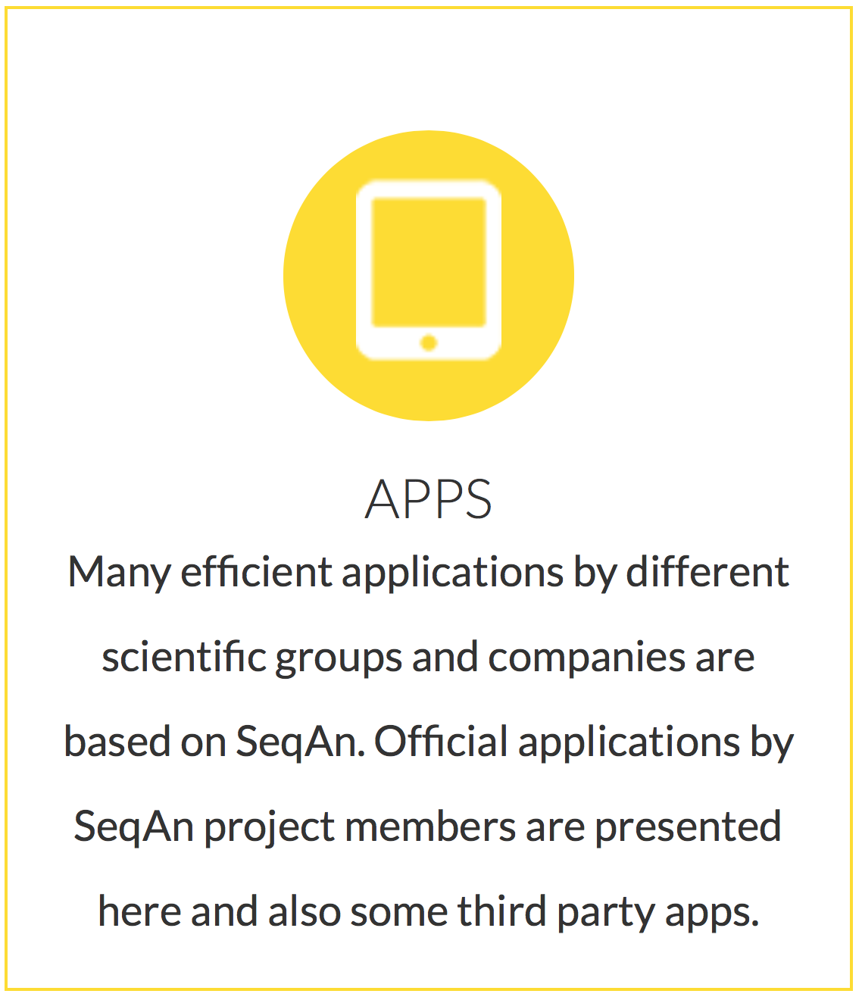 APPS
Many efficient applications by different
scientific groups and companies are
based on SeqAn. Official applications by
SeqAn project members are presented
here and also some third party apps.